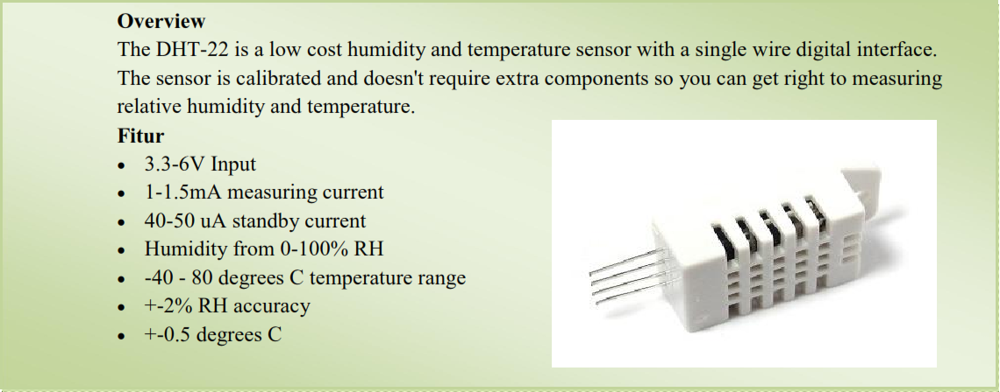 Overview
The DHT-22 is a low cost humidity and temperature sensor with a single wire digital interface.
The sensor is calibrated and doesn't require extra components so you can get right to measuring
relative humidity and temperature.
Fitur
• 3.3-6V Input
• 1-1.5mA measuring current
• 40-50 uA standby current
• Humidity from 0-100% RH
• -40 - 80 degrees C temperature range
• +-2% RH accuracy
• +-0.5 degrees C